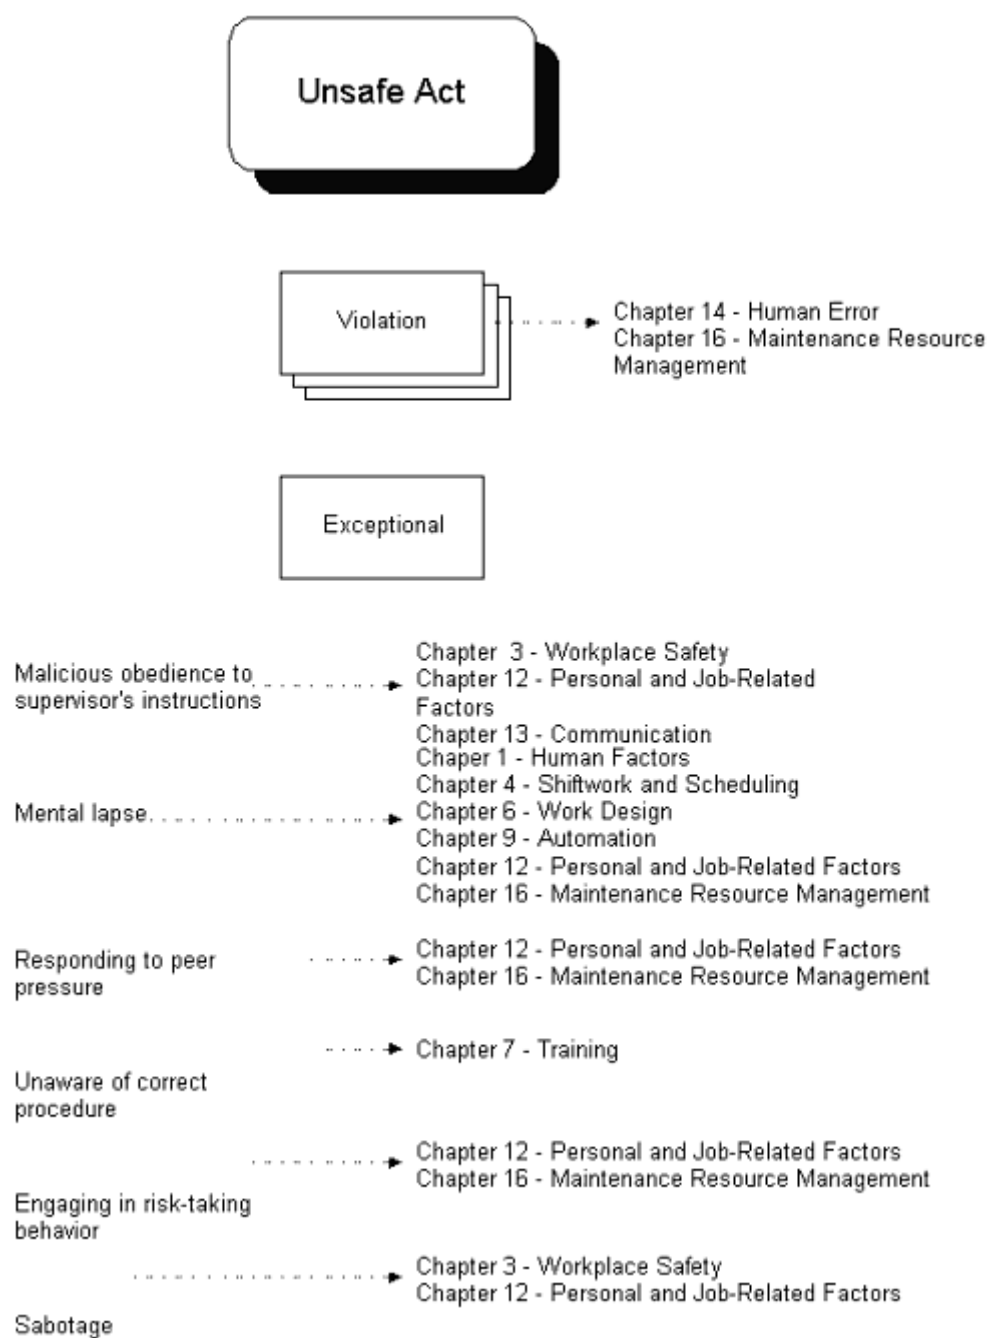 Unsafe Act
Violation
Chapter 14 - Human Error
Chapter 16 - Maintenance Resource
Management
Exceptional
Malicious obedience to
supervisor's instructions
Chapter 3 - Workplace Safety
Chapter 12 - Personal and Job-Related
Factors
Chapter 13 - Communication
Mental lapse
Chaper 1 - Human Factors
Chapter 4 - Shiftwork and Scheduling
Chapter 6 - Work Design
Chapter 9 - Automation
Chapter 12 - Personal and Job-Related Factors
Chapter 16 - Maintenance Resource Management
Responding to peer
pressure
Chapter 12 - Personal and Job-Related Factors
Chapter 16 - Maintenance Resource Management
Unaware of correct
procedure
Chapter 7 - Training
Engaging in risk-taking
behavior
Chapter 12 - Personal and Job-Related Factors
Chapter 16 - Maintenance Resource Management
Sabotage
Chapter 3 - Workplace Safety
Chapter 12 - Personal and Job-Related Factors